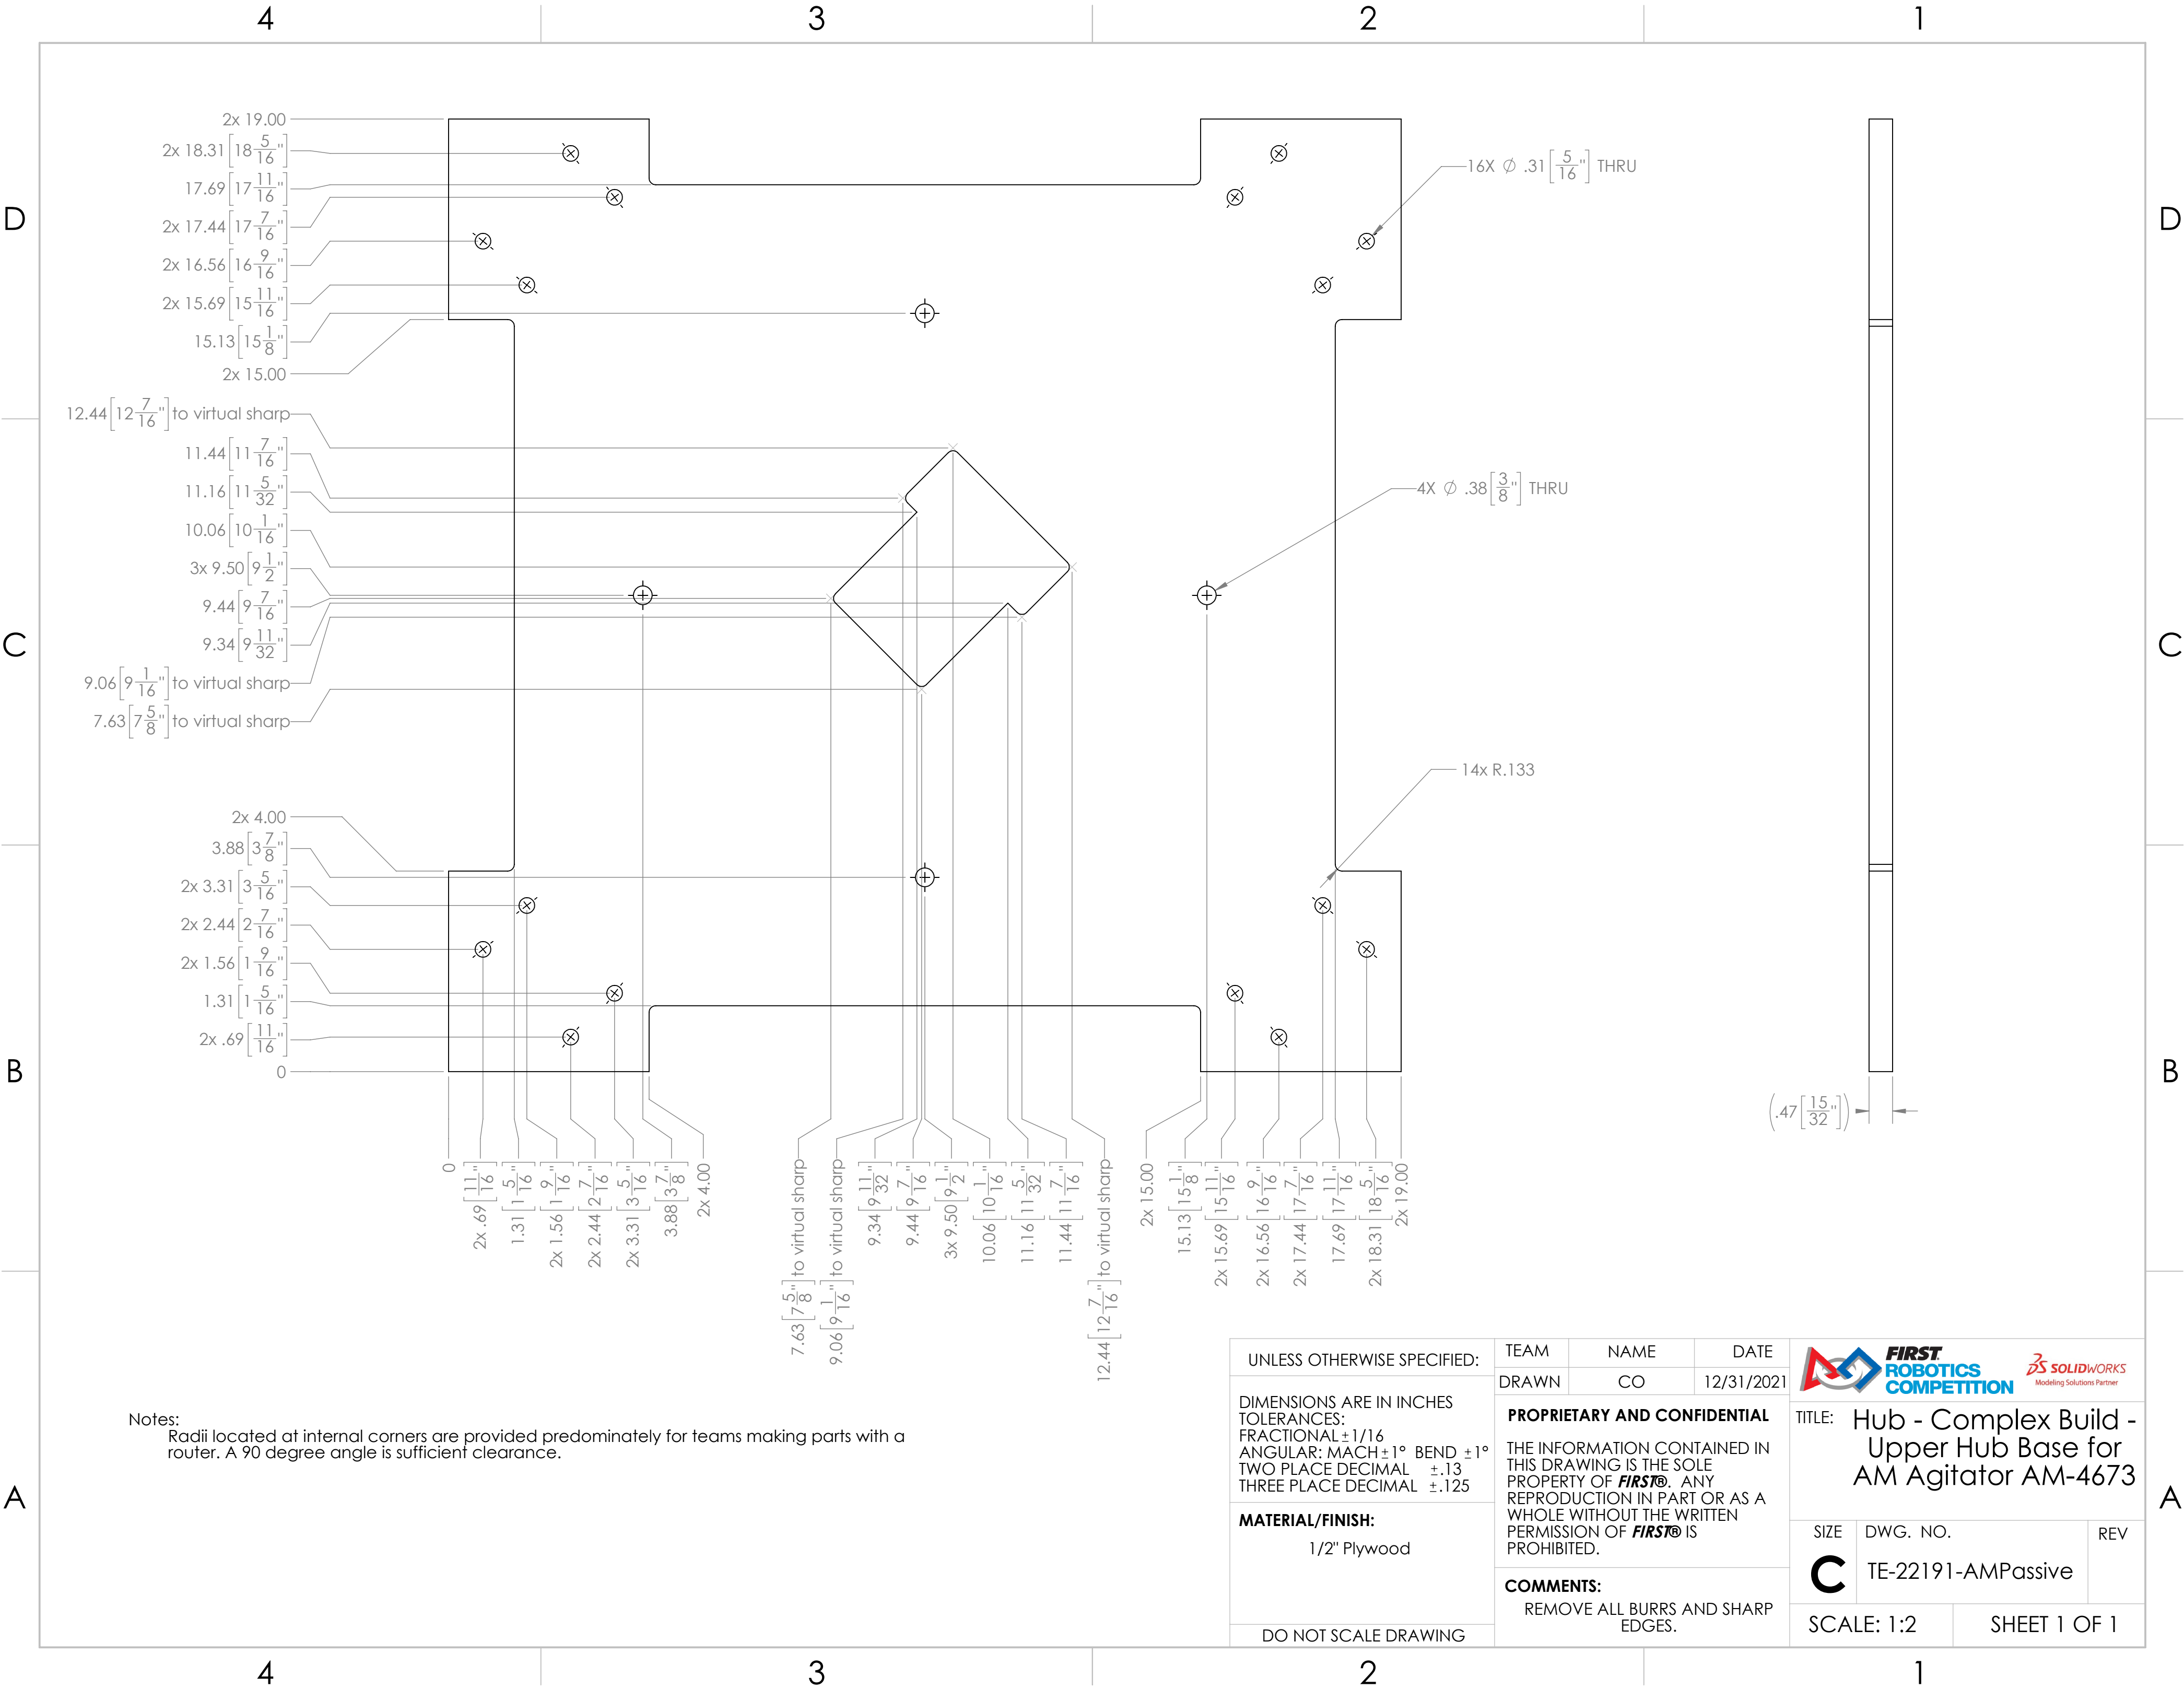 4 3 2 1
D
D
C
C
B
B
A
A
2x 19.00
2x 18.31[18 5/16"]
17.69[17 11/16"]
2x 17.44[17 7/16"]
2x 16.56[16 9/16"]
2x 15.69[15 11/16"]
15.13[15 1/8"]
2x 15.00
12.44[12 7/16"] to virtual sharp
11.44[11 7/16"]
11.16[11 5/32"]
10.06[10 1/16"]
3x 9.50[9 1/2"]
9.44[9 7/16"]
9.34[9 11/32"]
9.06[9 1/16"] to virtual sharp
7.63[7 5/8"] to virtual sharp
2x 4.00
3.88[3 7/8"]
2x 3.31[3 5/16"]
2x 2.44[2 7/16"]
2x 1.56[1 9/16"]
1.31[1 5/16"]
2x .69[11/16"]
0
16X ∅ .31[5/16"] THRU
4X ∅ .38[3/8"] THRU
14x R.133
(.47[15/32"])
0
2x .69[11/16"]
1.31[1 5/16"]
2x 1.56[1 9/16"]
2x 2.44[2 7/16"]
2x 3.31[3 5/16"]
3.88[3 7/8"]
2x 4.00
7.63[7 5/8"] to virtual sharp
9.06[9 1/16"] to virtual sharp
9.34[9 11/32"]
9.44[9 7/16"]
3x 9.50[9 1/2"]
10.06[10 1/16"]
11.16[11 5/32"]
11.44[11 7/16"]
12.44[12 7/16"] to virtual sharp
2x 15.00
15.13[15 1/8"]
2x 15.69[15 11/16"]
2x 16.56[16 9/16"]
2x 17.44[17 7/16"]
17.69[17 11/16"]
2x 18.31[18 5/16"]
2x 19.00
Notes:
Radii located at internal corners are provided predominately for teams making parts with a
router. A 90 degree angle is sufficient clearance.
UNLESS OTHERWISE SPECIFIED:
DIMENSIONS ARE IN INCHES
TOLERANCES:
FRACTIONAL±1/16
ANGULAR: MACH±1° BEND ±1°
TWO PLACE DECIMAL ±.13
THREE PLACE DECIMAL ±.125
MATERIAL/FINISH:
1/2" Plywood
DO NOT SCALE DRAWING
TEAM NAME DATE
DRAWN CO 12/31/2021
PROPRIETARY AND CONFIDENTIAL
THE INFORMATION CONTAINED IN
THIS DRAWING IS THE SOLE
PROPERTY OF FIRST®. ANY
REPRODUCTION IN PART OR AS A
WHOLE WITHOUT THE WRITTEN
PERMISSION OF FIRST® IS
PROHIBITED.
COMMENTS:
REMOVE ALL BURRS AND SHARP
EDGES.
FIRST
ROBOTICS
COMPETITION
SOLIDWORKS
Modeling Solutions Partner
TITLE: Hub - Complex Build -
Upper Hub Base for
AM Agitator AM-4673
SIZE DWG. NO. REV
C TE-22191-AMPassive
SCALE: 1:2 SHEET 1 OF 1
4 3 2 1